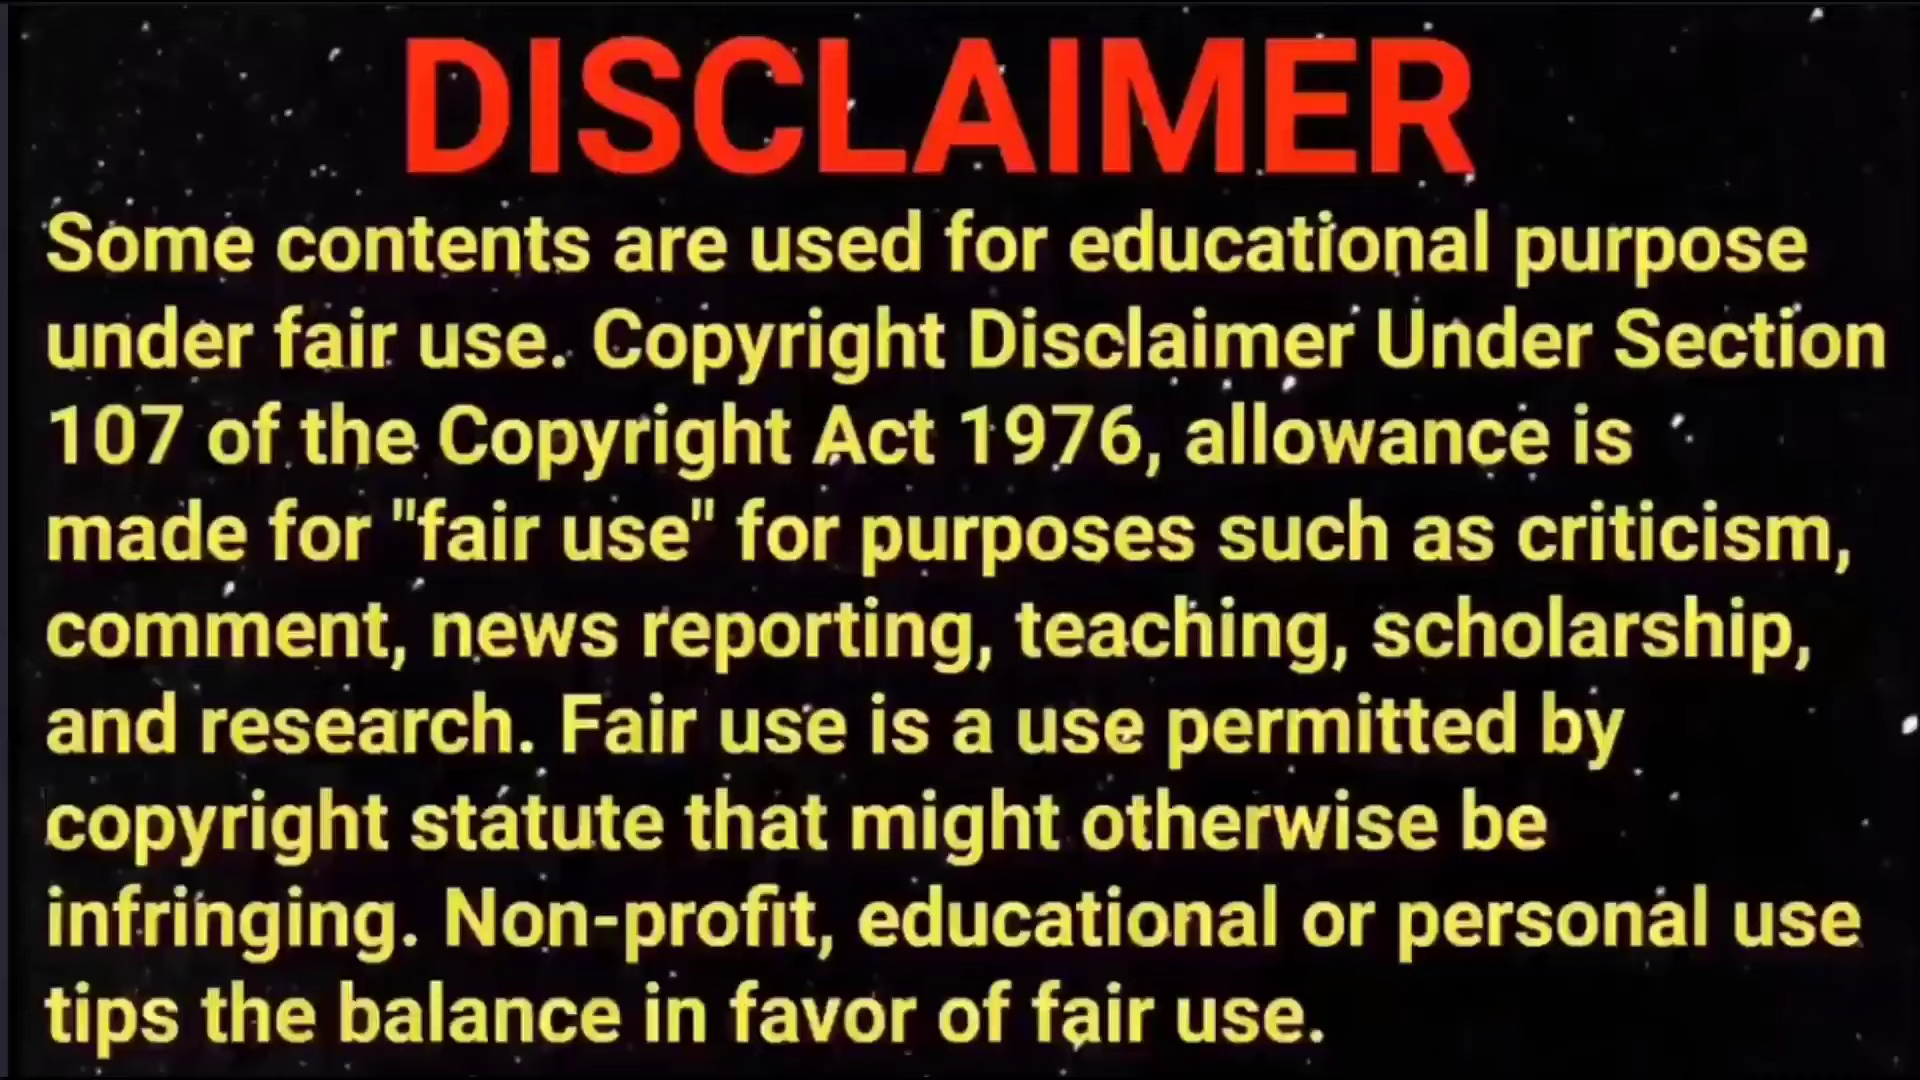 DISCLAIMER
Some contents are used for educational purpose
under fair use. Copyright Disclaimer Under Section
107 of the Copyright Act 1976, allowance is
made for "fair use" for purposes such as criticism,
comment, news reporting, teaching, scholarship,
and research. Fair use is a use permitted by
copyright statute that might otherwise be
infringing. Non-profit, educational or personal use
tips the balance in favor of fair use.